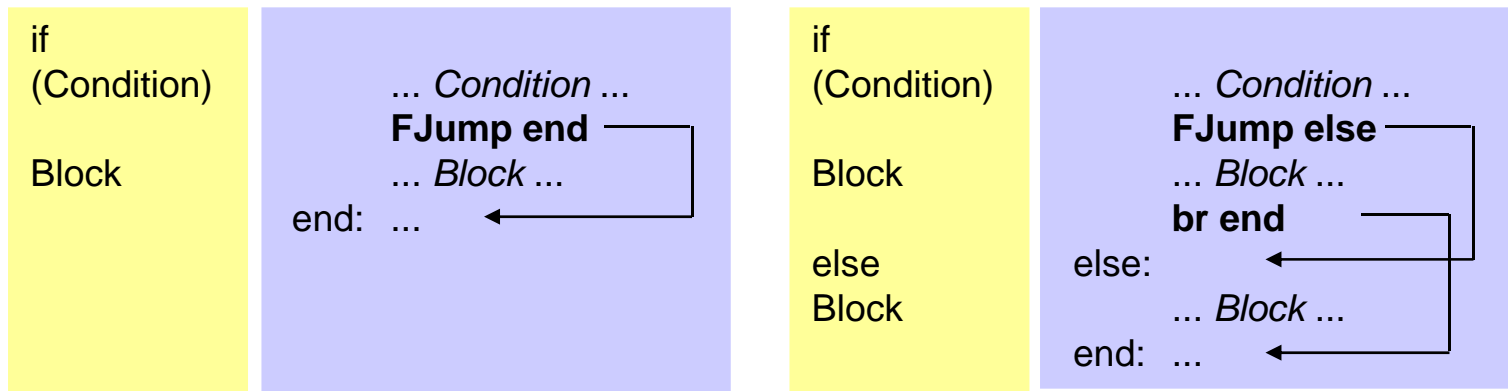 if
(Condition)
Block
... Condition ...
FJump end
... Block ...
end: ...
if
(Condition)
Block
else
Block
... Condition ...
FJump else
... Block ...
br end
else:
... Block ...
end: ...